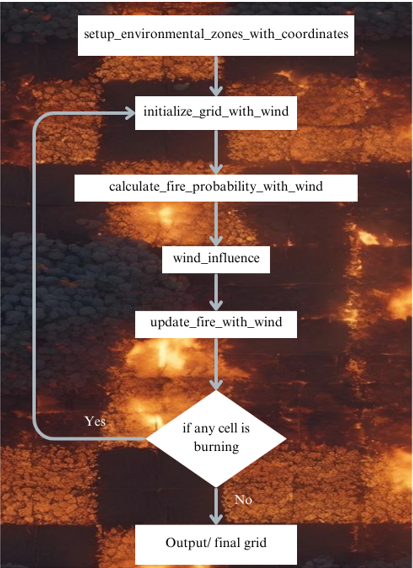 setup_environmental_zones_with_coordinates
initialize_grid_with_wind
calculate_fire_probability_with_wind
wind_influence
update_fire_with_wind
if any cell is
burning
Yes
No
Output/ final grid